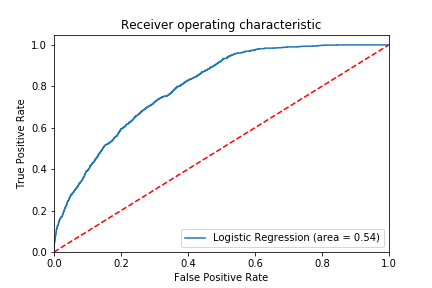 Receiver operating characteristic
True Positive Rate
1.0
0.8
0.6
0.4
0.2
0.0
Logistic Regression (area = 0.54)
0.0 0.2 0.4 0.6 0.8 1.0
False Positive Rate